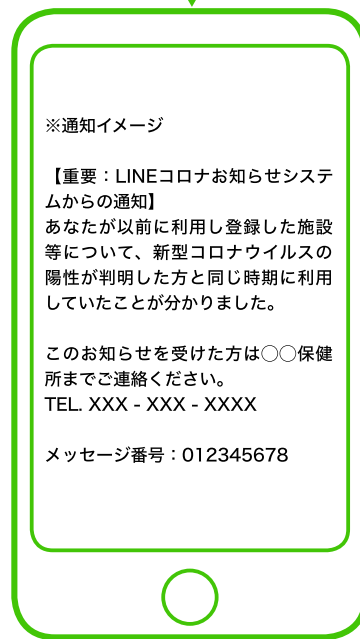 ※通知イメージ
【重要：LINEコロナお知らせシステ
ムからの通知】
あなたが以前に利用し登録した施設
等について、新型コロナウイルスの
陽性が判明した方と同じ時期に利用
していたことが分かりました。
このお知らせを受けた方は◯◯保健
所までご連絡ください。
TEL. XXX - XXX - XXXX
メッセージ番号：012345678